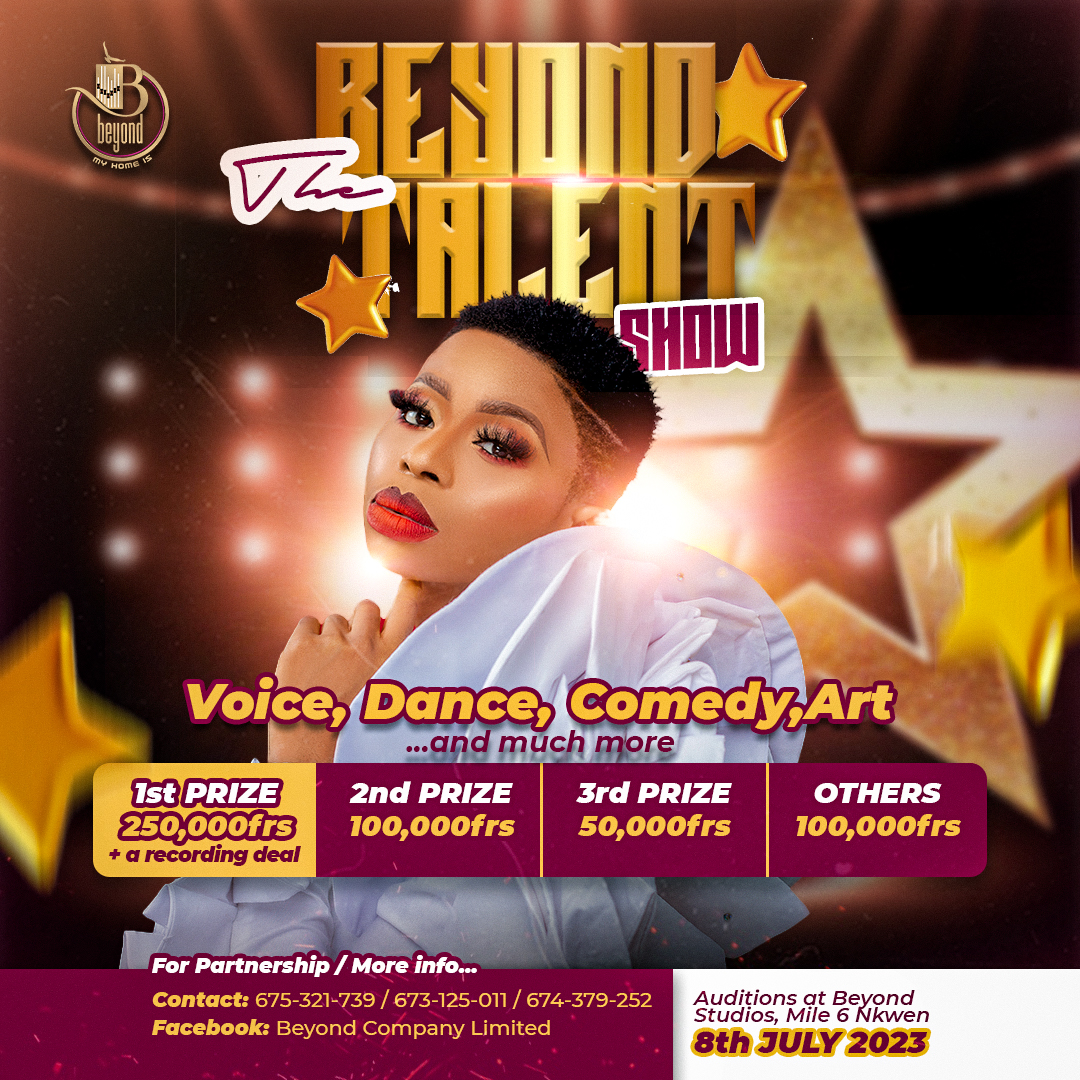 B
beyond
MY HOME IS
The
BEYOND
TALENT
SHOW
Voice, Dance, Comedy,Art
...and much more
1st PRIZE
250,000frs
+ a recording deal
2nd PRIZE
100,000frs
3rd PRIZE
50,000frs
OTHERS
100,000frs
For Partnership / More info...
Contact: 675-321-739 / 673-125-011 / 674-379-252
Facebook: Beyond Company Limited
Auditions at Beyond
Studios, Mile 6 Nkwen
8th JULY 2023